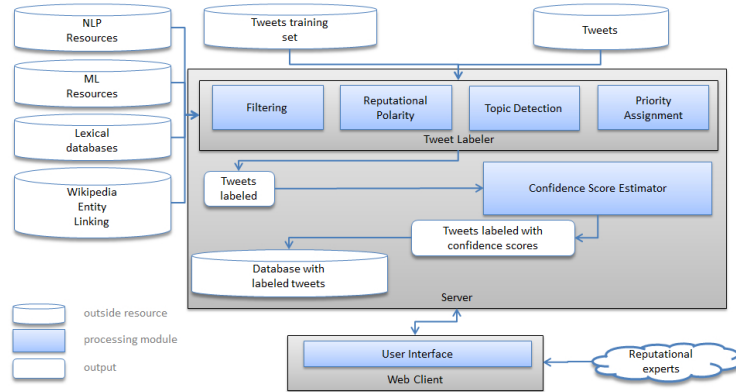 NLP
Resources
Tweets training
set
Tweets
ML
Resources
Filtering
Reputational
Polarity
Topic Detection
Priority
Assignment
Lexical
databases
Tweet Labeler
Wikipedia
Entity
Linking
Tweets
labeled
Confidence Score Estimator
Tweets labeled with
confidence scores
Database with
labeled tweets
Server
outside resource
processing module
output
User Interface
Web Client
Reputational
experts